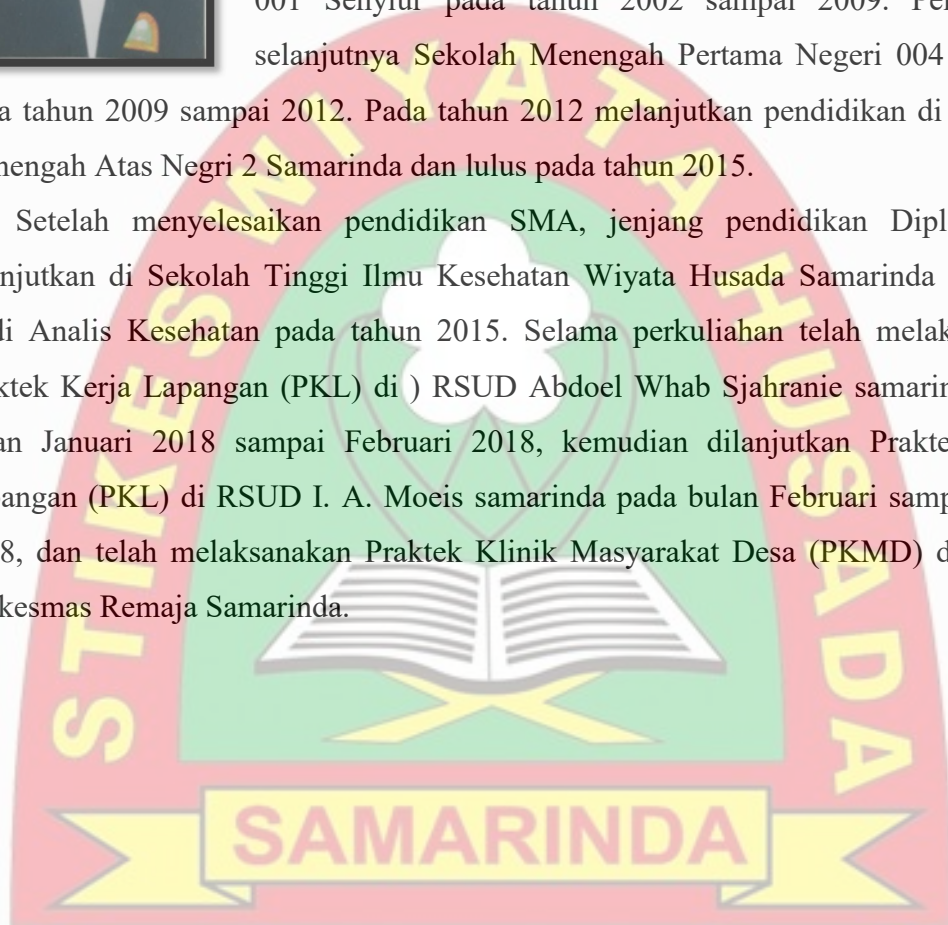 001 Senyiur pada tahun 2002 sampai 2009.
selanjutnya Sekolah Menengah Pertama Negeri 004
tahun 2009 sampai 2012. Pada tahun 2012 melanjutkan pendidikan di
nengah Atas Negri 2 Samarinda dan lulus pada tahun 2015.
Setelah menyelesaikan pendidikan SMA, jenjang pendidikan Dipl
njutkan di Sekolah Tinggi Ilmu Kesehatan Wiyata Husada Samarinda
di Analis Kesehatan pada tahun 2015. Selama perkuliahan telah melak
ktek Kerja Lapangan (PKL) di ) RSUD Abdoel Whab Sjahranie samarin
an Januari 2018 sampai Februari 2018, kemudian dilanjutkan Prakte
pangan (PKL) di RSUD I. A. Moeis samarinda pada bulan Februari samp
8, dan telah melaksanakan Praktek Klinik Masyarakat Desa (PKMD) d
kesmas Remaja Samarinda.
STIKES WIYATA HUSADA
SAMARINDA